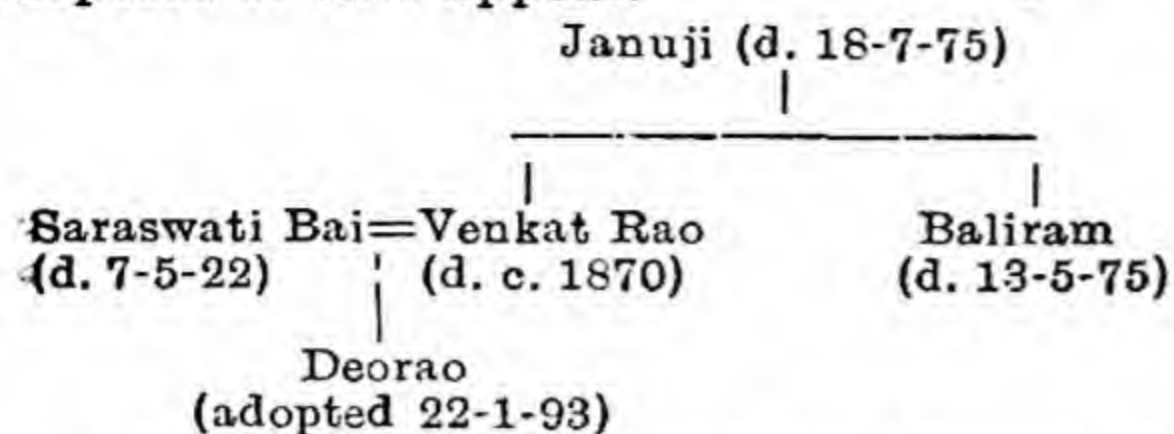 Januji (d. 18-7-75)
Saraswati Bai=Venkat Rao Baliram
(d. 7-5-22) (d. c. 1870) (d. 13-5-75)
Deorao
(adopted 22-1-93)